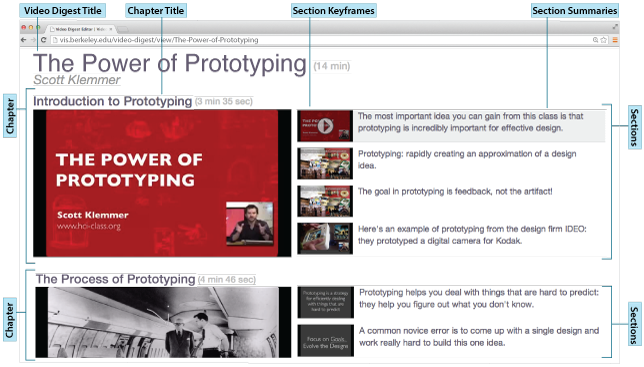 Video Digest Title
Chapter Title
Section Keyframes
Section Summaries
Video Digest Editor | Vid
vis.berkeley.edu/video-digest/view/The-Power-of-Prototyping
The Power of Prototyping (14 min)
Scott Klemmer
Chapter
Introduction to Prototyping (3 min 35 sec)
THE POWER OF
PROTOTYPING
Scott Klemmer
www.hci-class.org
The most important idea you can gain from this class is that
prototyping is incredibly important for effective design.
Prototyping: rapidly creating an approximation of a design
idea.
The goal in prototyping is feedback, not the artifact!
Here's an example of prototyping from the design firm IDEO:
they prototyped a digital camera for Kodak.
Sections
Chapter
The Process of Prototyping (4 min 46 sec)
Prototyping is a strategy
for efficiently dealing
with things that are
hard to predict
Prototyping helps you deal with things that are hard to predict:
they help you figure out what you don't know.
Focus on Goals,
Evolve the Designs
A common novice error is to come up with a single design and
work really hard to build this one idea.
Sections